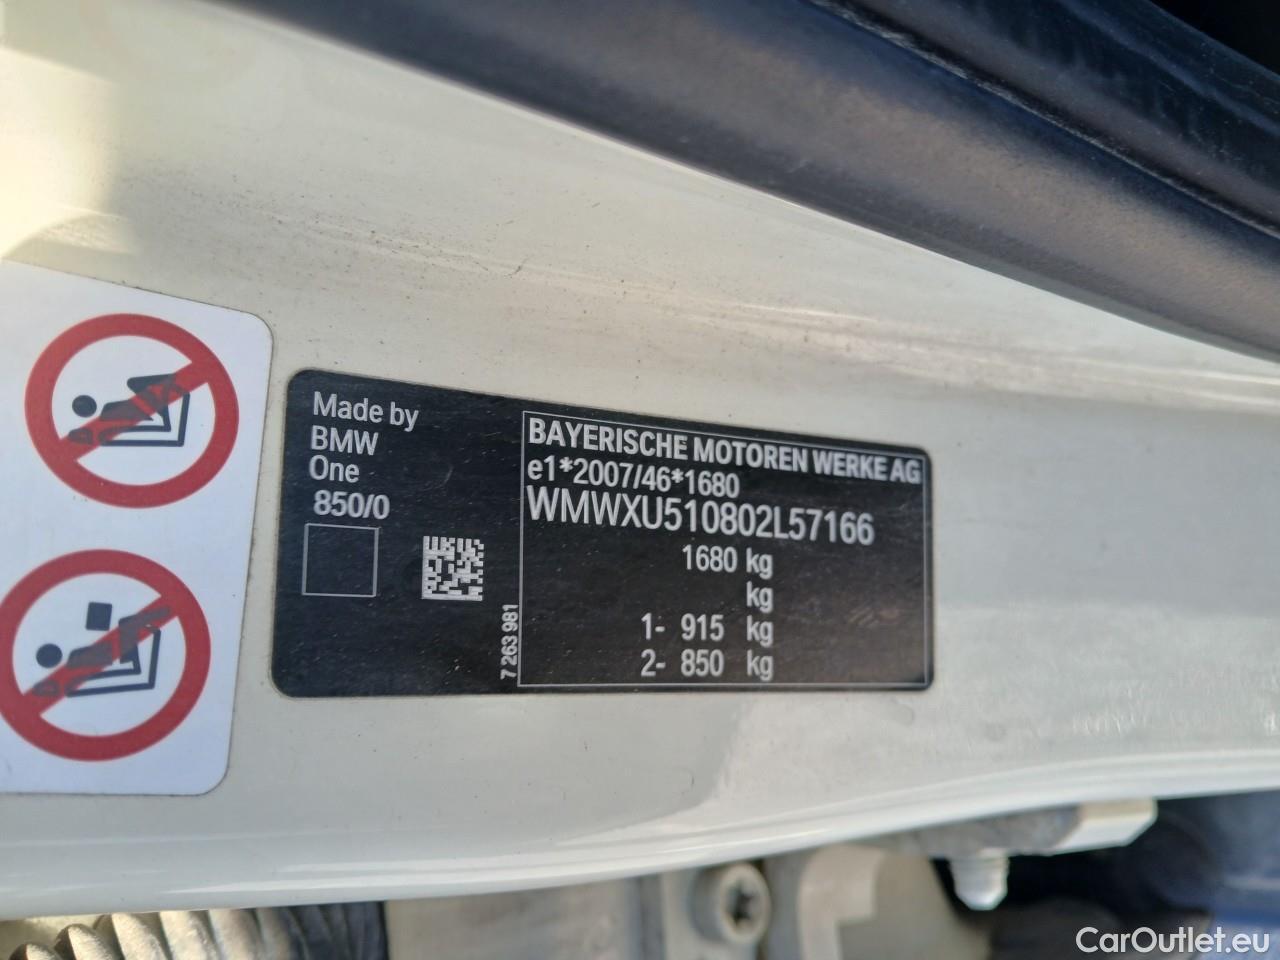 Made by
BMW
One
850/0
7 263 981
BAYERISCHE MOTOREN WERKE AG
e1*2007/46*1680
WMWXU510802L57166
1680 kg
kg
1- 915 kg
2- 850 kg
CarOutlet.eu